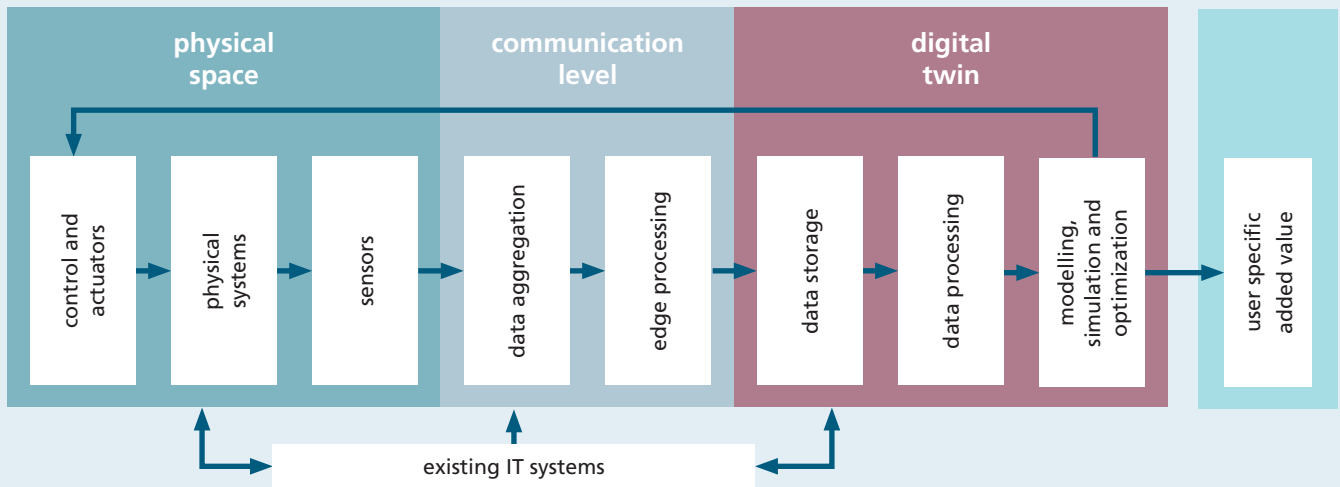 physical
space
communication
level
digital
twin
control and
actuators
physical
systems
sensors
data aggregation
edge processing
data storage
data processing
modelling,
simulation and
optimization
user specific
added value
existing IT systems